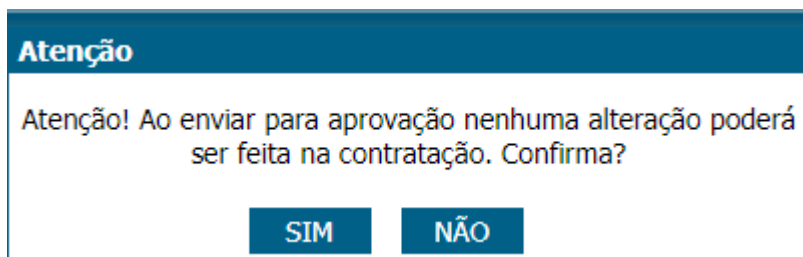 Atenção
Atenção! Ao enviar para aprovação nenhuma alteração poderá
ser feita na contratação. Confirma?
SIM NÃO